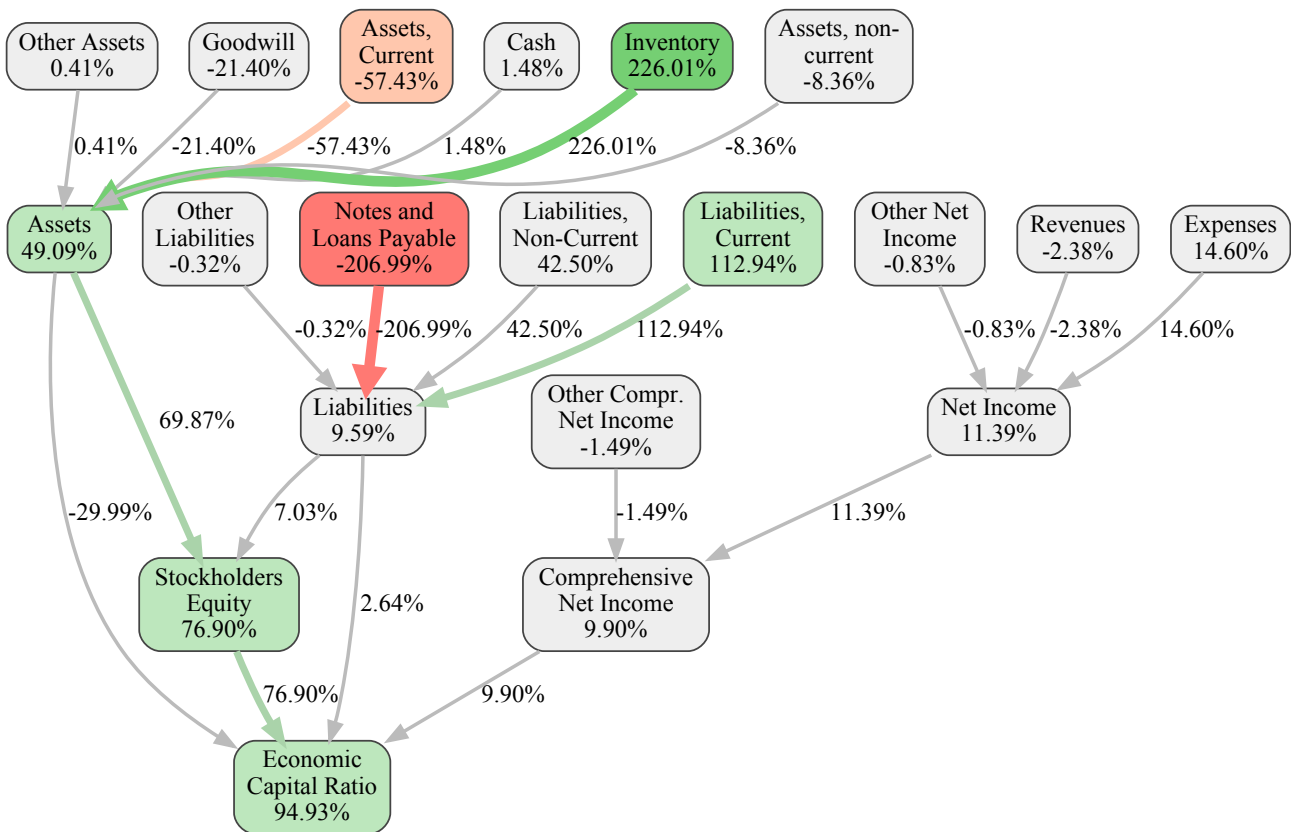 Other Assets
0.41%
Goodwill
-21.40%
Assets,
Current
-57.43%
Cash
1.48%
Inventory
226.01%
Assets, non-
current
-8.36%
0.41%
-21.40%
-57.43%
1.48%
226.01%
-8.36%
Assets
49.09%
Other
Liabilities
-0.32%
Notes and
Loans Payable
-206.99%
Liabilities,
Non-Current
42.50%
Liabilities,
Current
112.94%
Other Net
Income
-0.83%
Revenues
-2.38%
Expenses
14.60%
-0.32%
-206.99%
42.50%
112.94%
-0.83%
-2.38%
14.60%
69.87%
Liabilities
9.59%
Other Compr.
Net Income
-1.49%
Net Income
11.39%
-29.99%
7.03%
-1.49%
11.39%
Stockholders
Equity
76.90%
2.64%
Comprehensive
Net Income
9.90%
76.90%
9.90%
Economic
Capital Ratio
94.93%